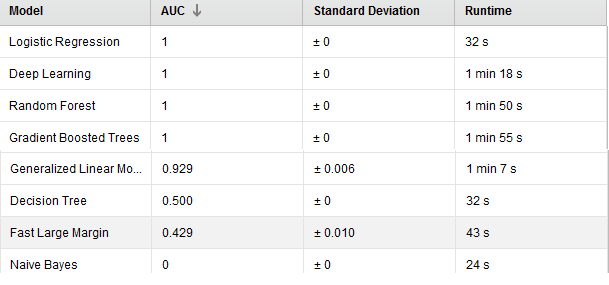 Model AUC Standard Deviation Runtime
Logistic Regression 1 ± 0 32 s
Deep Learning 1 ± 0 1 min 18 s
Random Forest 1 ± 0 1 min 50 s
Gradient Boosted Trees 1 ± 0 1 min 55 s
Generalized Linear Mo... 0.929 ± 0.006 1 min 7 s
Decision Tree 0.500 ± 0 32 s
Fast Large Margin 0.429 ± 0.010 43 s
Naive Bayes 0 ± 0 24 s